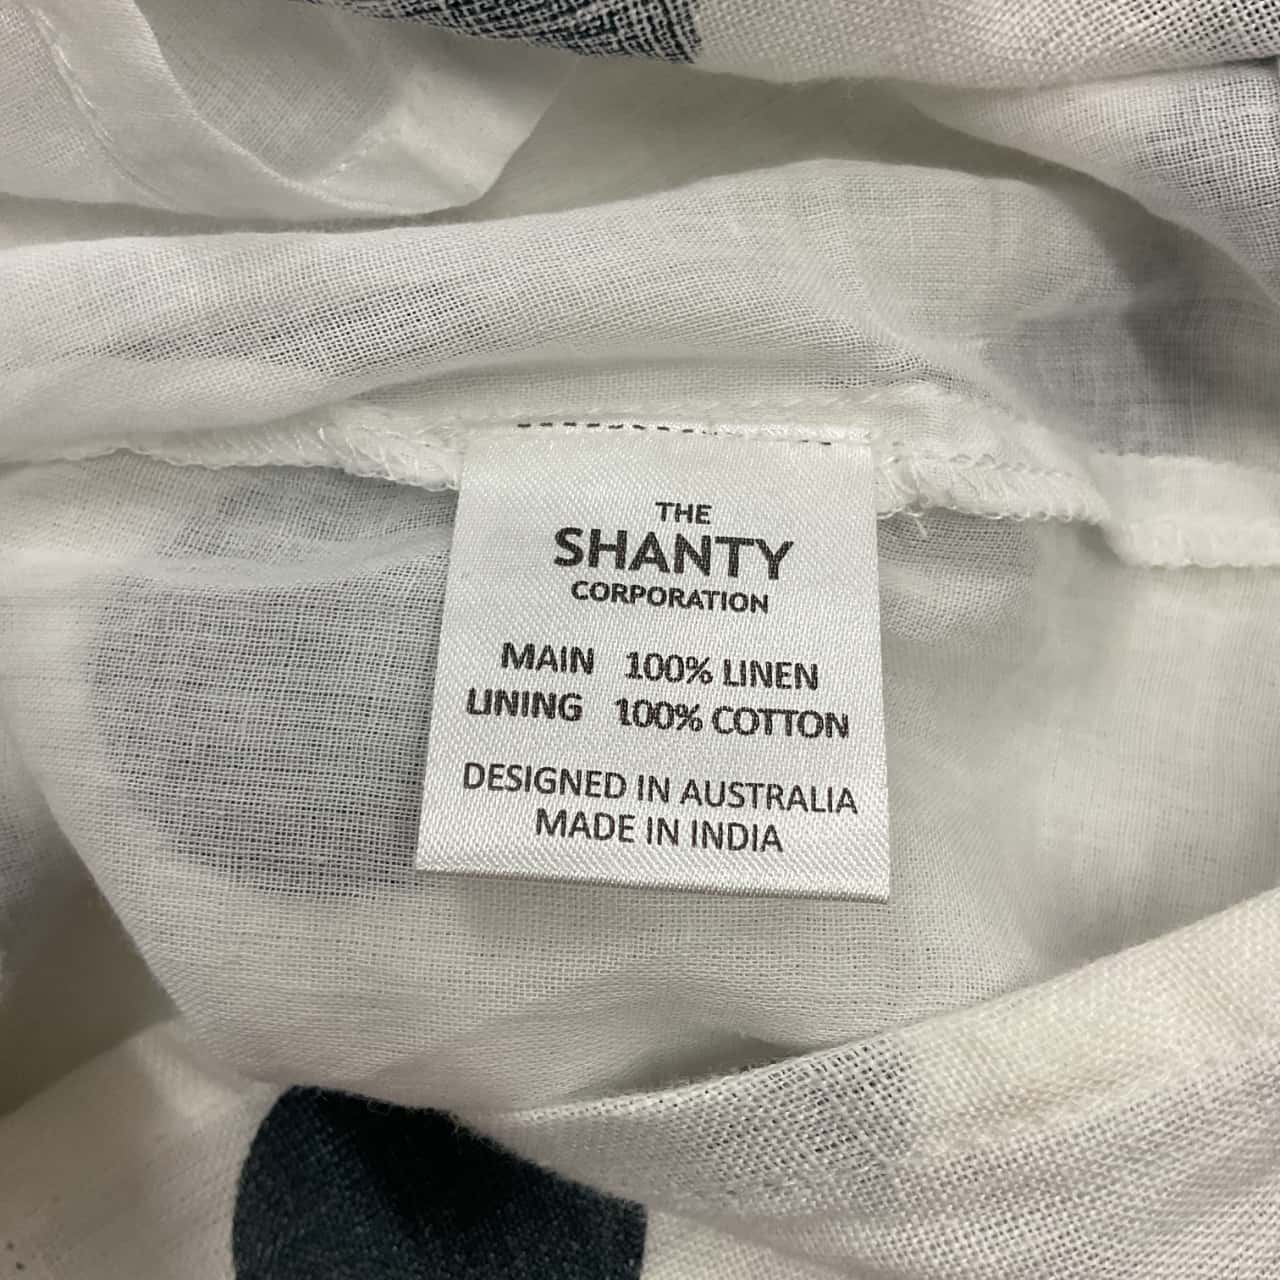 THE
SHANTY
CORPORATION
MAIN 100% LINEN
LINING 100% COTTON
DESIGNED IN AUSTRALIA
MADE IN INDIA